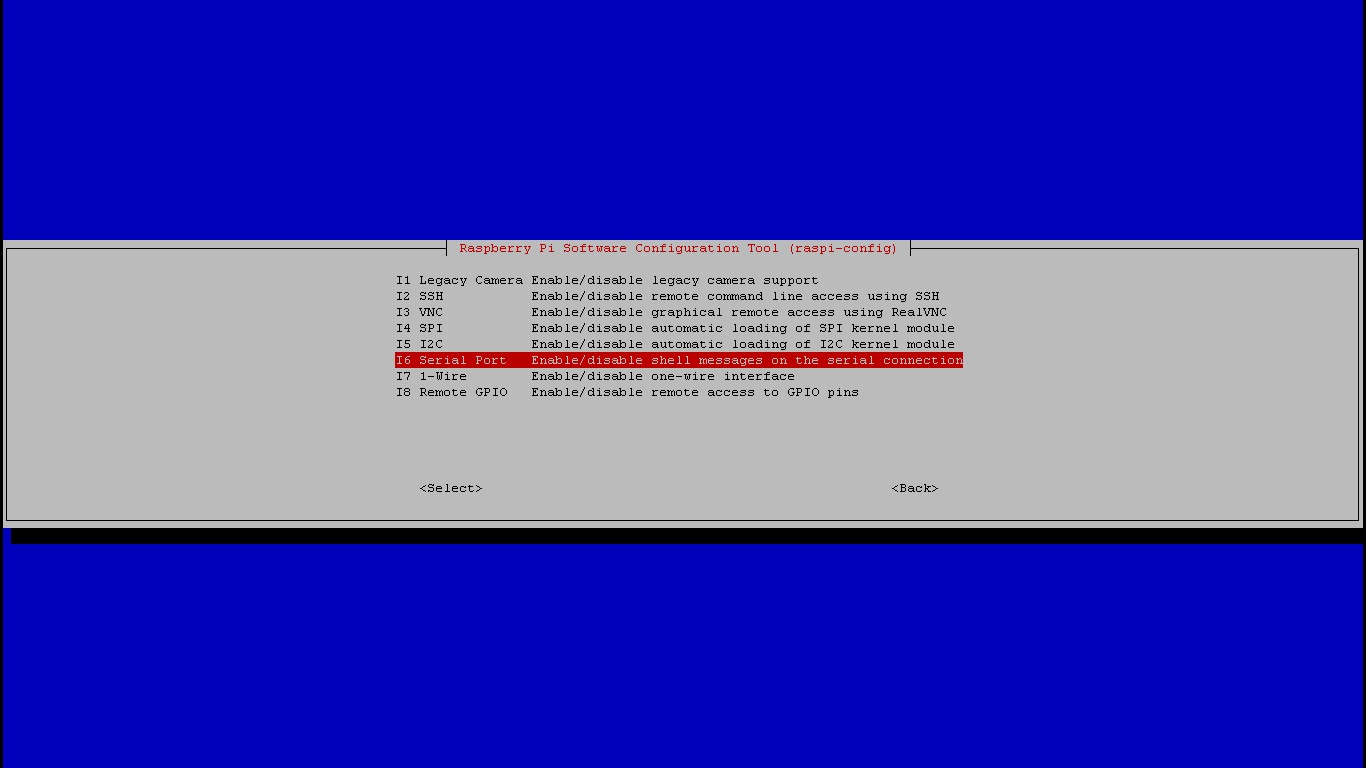 Raspberry Pi Software Configuration Tool (raspi-config)
I1 Legacy Camera Enable/disable legacy camera support
I2 SSH Enable/disable remote command line access using SSH
I3 VNC Enable/disable graphical remote access using RealVNC
I4 SPI Enable/disable automatic loading of SPI kernel module
I5 I2C Enable/disable automatic loading of I2C kernel module
I6 Serial Port Enable/disable shell messages on the serial connection
I7 1-Wire Enable/disable one-wire interface
I8 Remote GPIO Enable/disable remote access to GPIO pins
<Select> <Back>